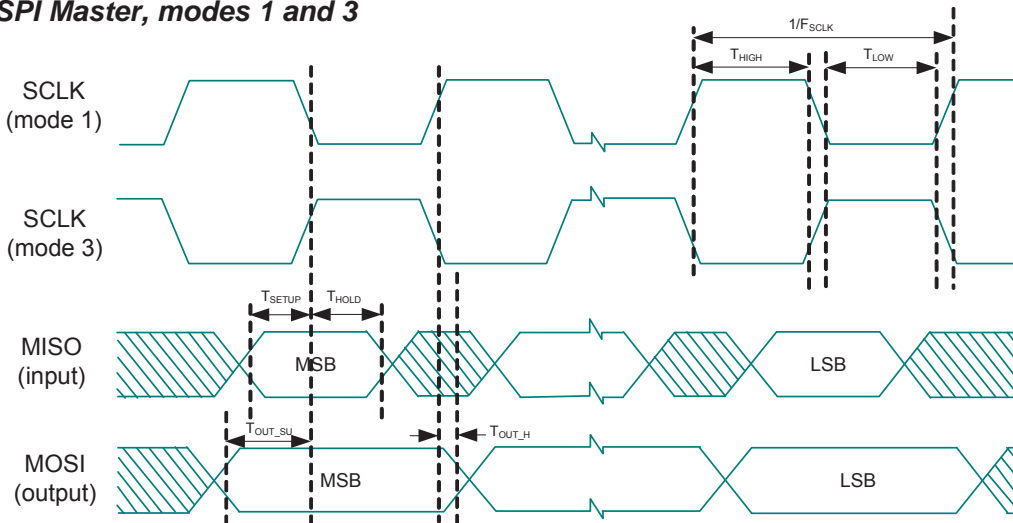 SPI Master, modes 1 and 3
1/FSCLK
THIGH
TLOW
SCLK
(mode 1)
SCLK
(mode 3)
TSETUP
THOLD
MISO
(input)
MSB
LSB
TOUT_SU
TOUT_H
MOSI
(output)
MSB
LSB